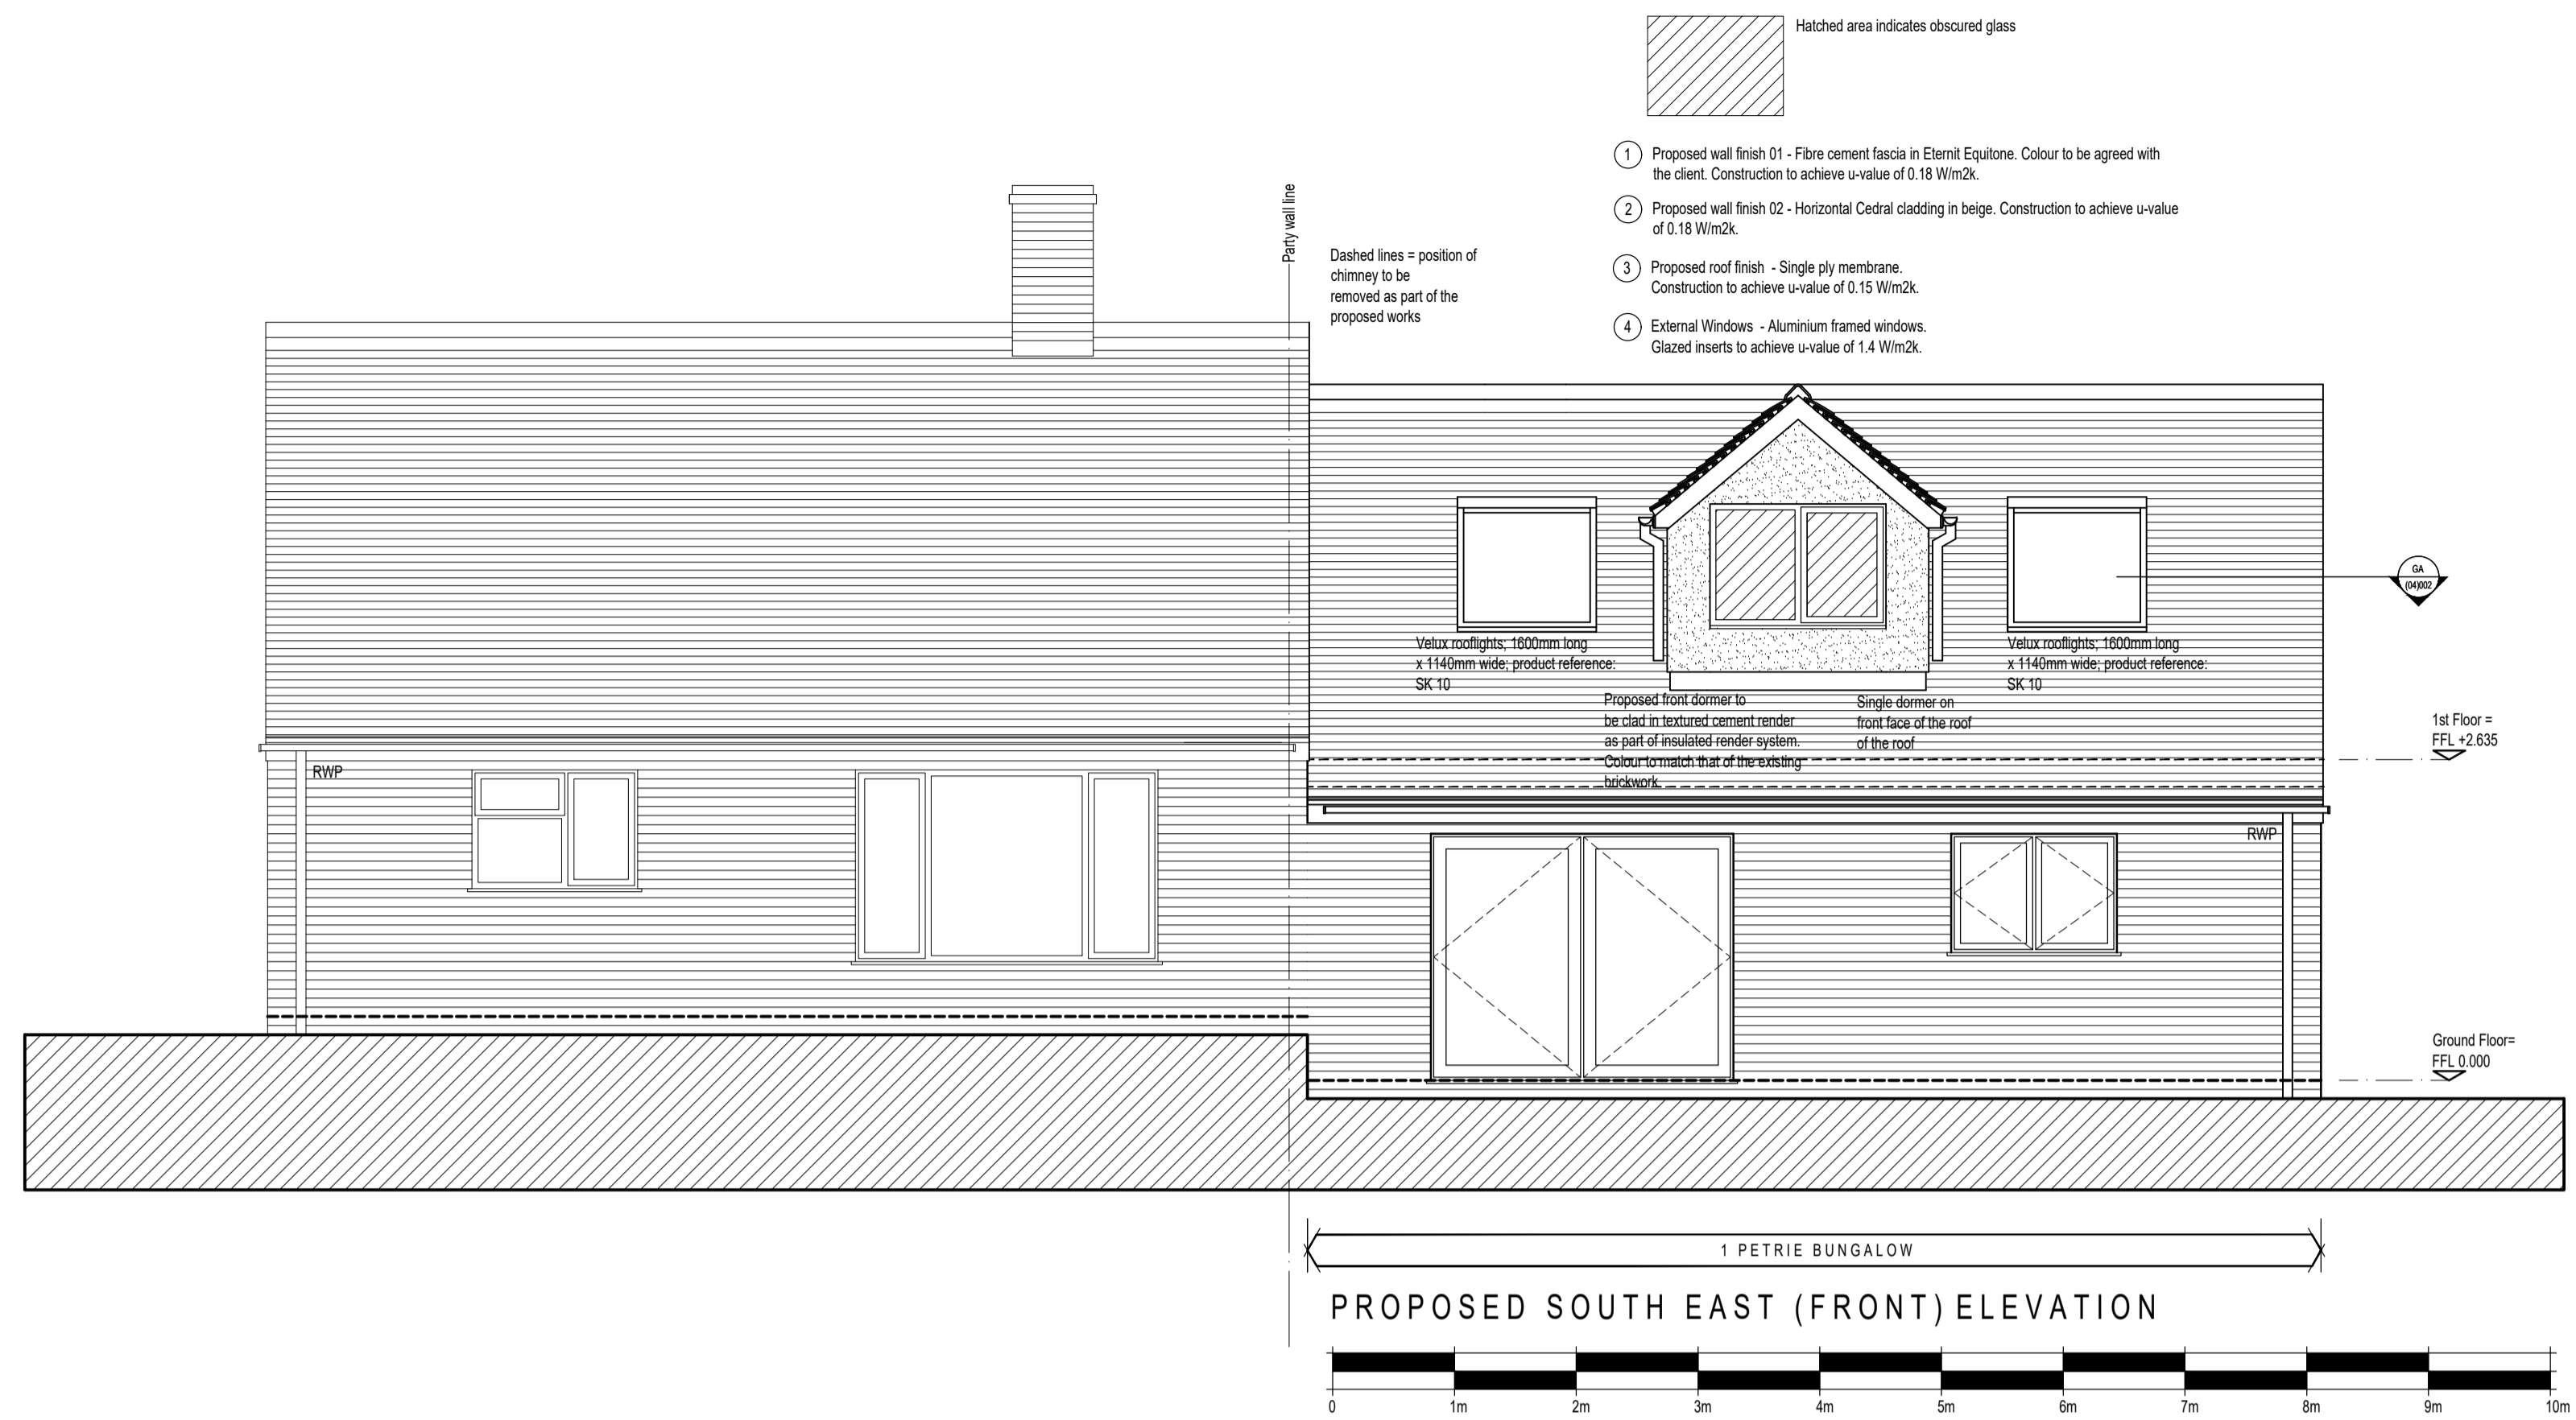 Hatched area indicates obscured glass
1 Proposed wall finish 01 - Fibre cement fascia in Eternit Equitone. Colour to be agreed with
the client. Construction to achieve u-value of 0.18 W/m2k.
2 Proposed wall finish 02 - Horizontal Cedral cladding in beige. Construction to achieve u-value
of 0.18 W/m2k.
3 Proposed roof finish - Single ply membrane.
Construction to achieve u-value of 0.15 W/m2k.
4 External Windows - Aluminium framed windows.
Glazed inserts to achieve u-value of 1.4 W/m2k.
Party wall line
Dashed lines = position of
chimney to be
removed as part of the
proposed works
GA
(04)002
Velux rooflights; 1600mm long
x 1140mm wide; product reference:
SK 10
Velux rooflights; 1600mm long
x 1140mm wide; product reference:
SK 10
Proposed front dormer to
be clad in textured cement render
as part of insulated render system.
Colour to match that of the existing
brickwork
Single dormer on
front face of the roof
of the roof
1st Floor =
FFL +2.635
RWP
RWP
Ground Floor=
FFL 0.000
1 PETRIE BUNGALOW
PROPOSED SOUTH EAST (FRONT) ELEVATION
0 1m 2m 3m 4m 5m 6m 7m 8m 9m 10m